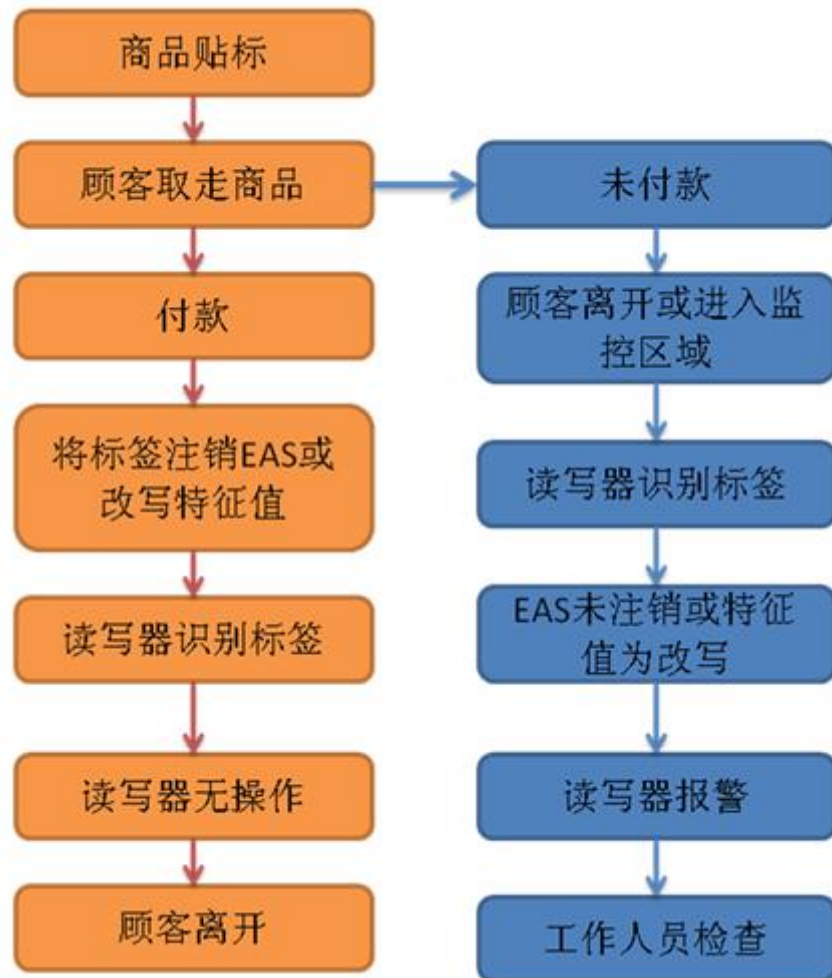 商品贴标
顾客取走商品
付款
将标签注销EAS或
改写特征值
读写器识别标签
读写器无操作
顾客离开
未付款
顾客离开或进入监
控区域
读写器识别标签
EAS未注销或特征
值为改写
读写器报警
工作人员检查